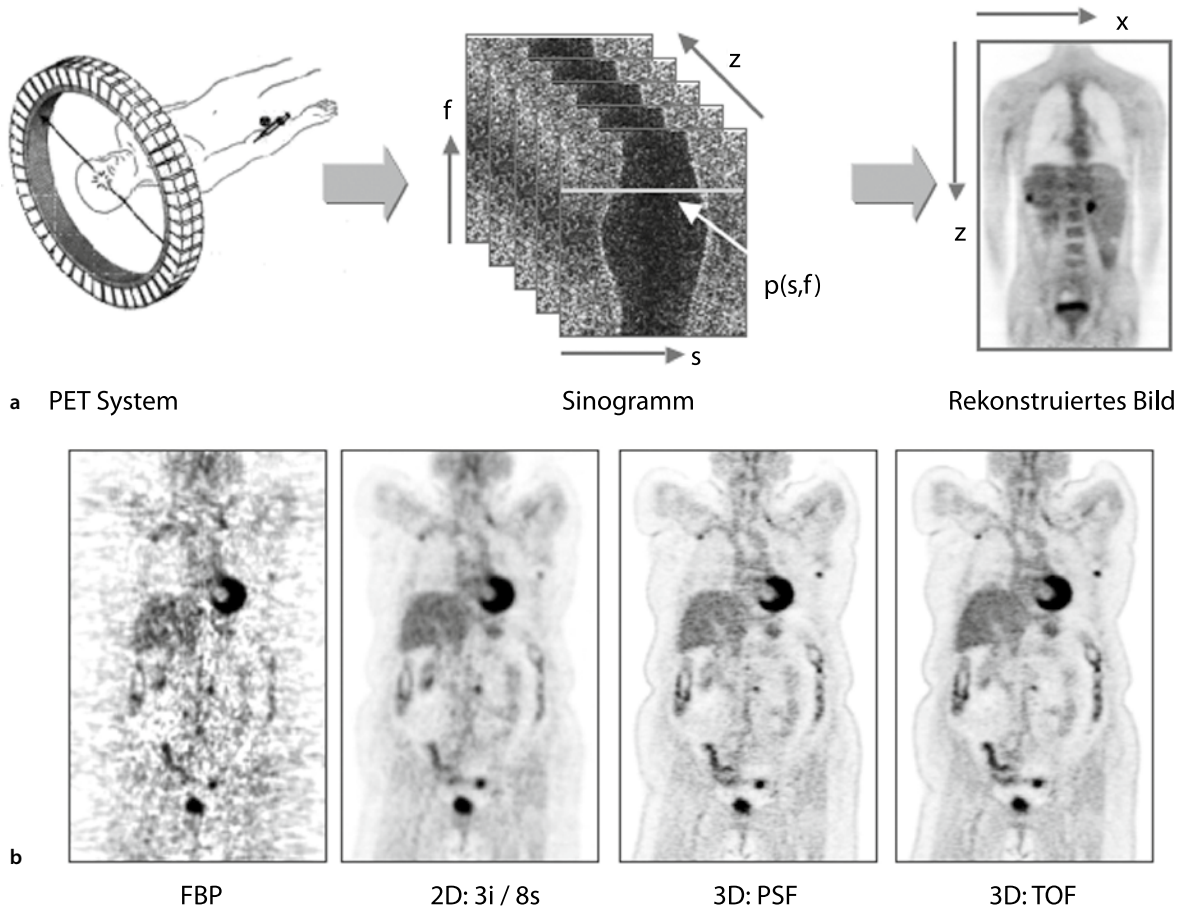 x
z
f
z
p(s,f)
s
a PET System Sinogramm Rekonstruiertes Bild
b
FBP 2D: 3i / 8s 3D: PSF 3D: TOF